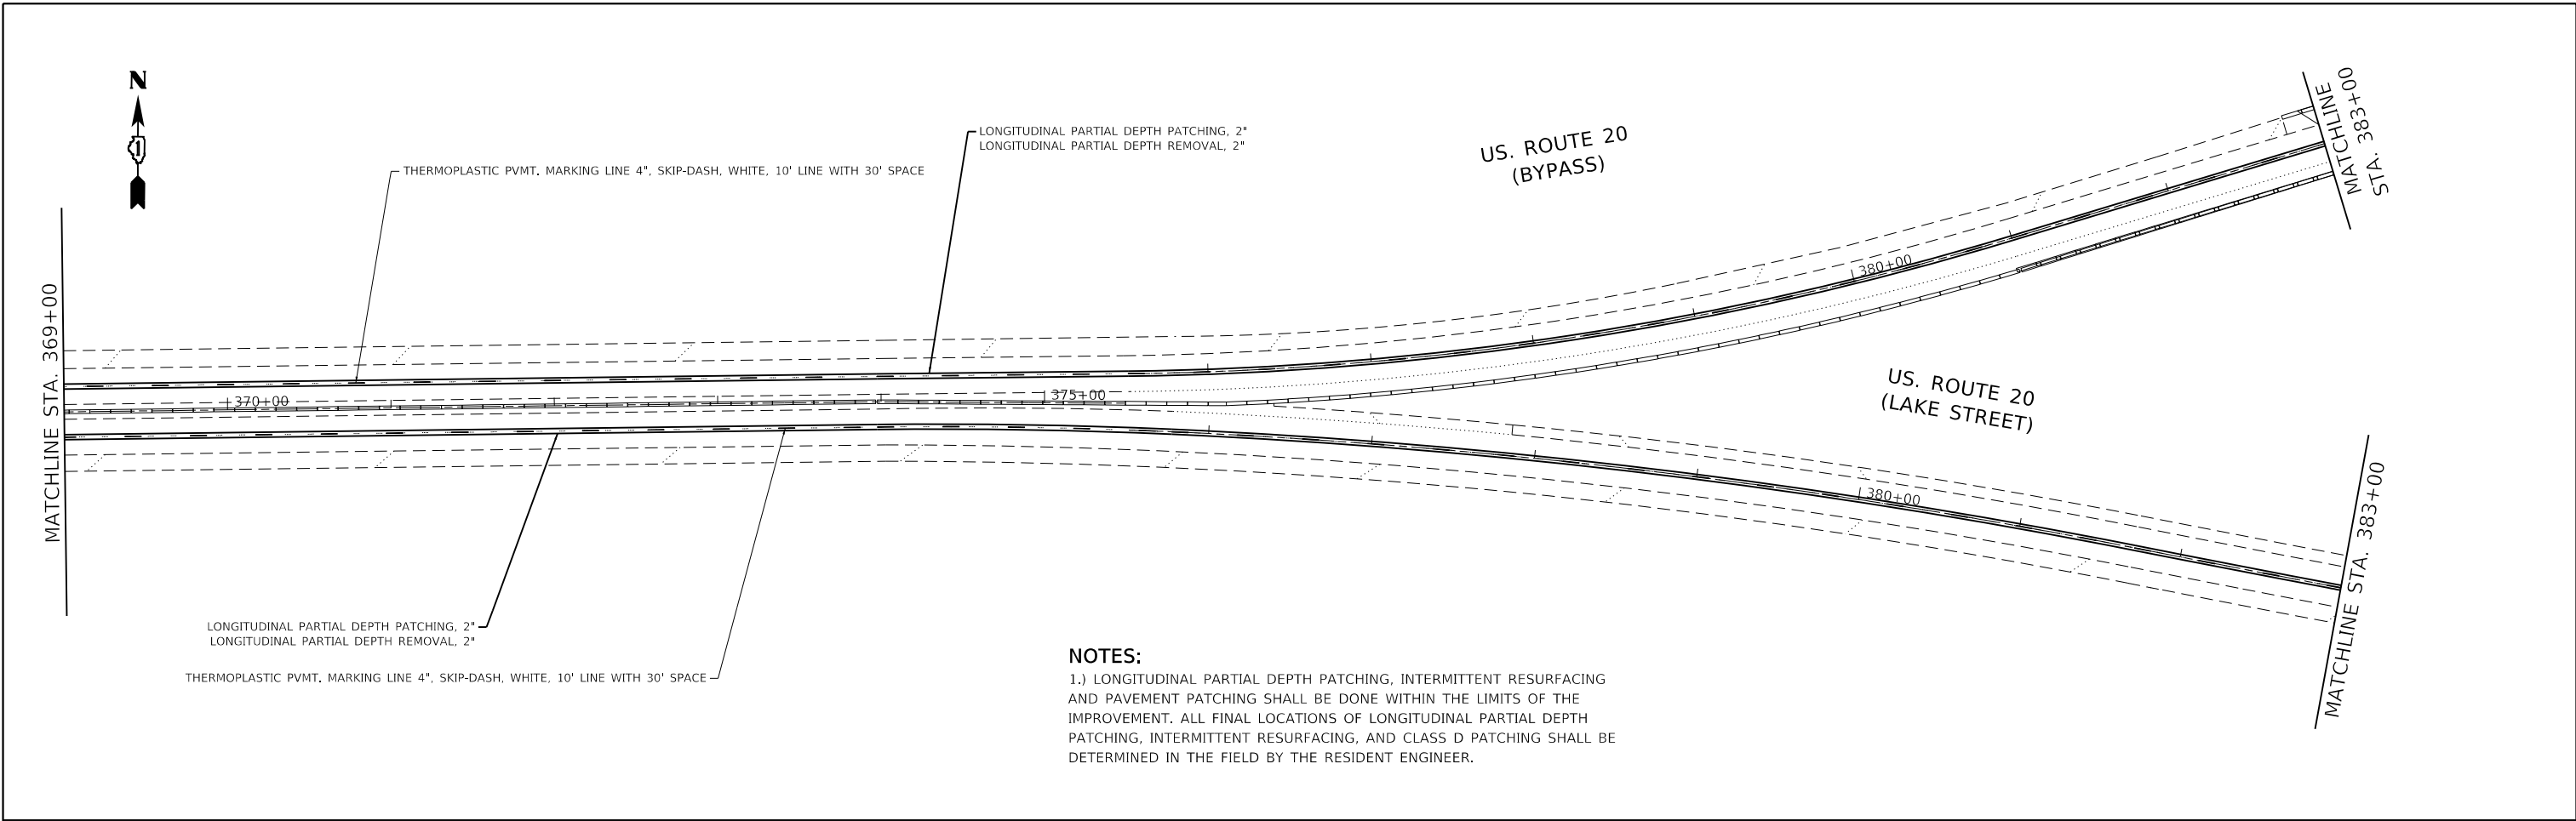 N
1
LONGITUDINAL PARTIAL DEPTH PATCHING, 2"
LONGITUDINAL PARTIAL DEPTH REMOVAL, 2"
THERMOPLASTIC PVMT. MARKING LINE 4", SKIP-DASH, WHITE, 10' LINE WITH 30' SPACE
US. ROUTE 20
(BYPASS)
MATCHLINE
STA. 383+00
MATCHLINE STA. 369+00
370+00
375+00
380+00
US. ROUTE 20
(LAKE STREET)
380+00
MATCHLINE STA. 383+00
LONGITUDINAL PARTIAL DEPTH PATCHING, 2"
LONGITUDINAL PARTIAL DEPTH REMOVAL, 2"
THERMOPLASTIC PVMT. MARKING LINE 4", SKIP-DASH, WHITE, 10' LINE WITH 30' SPACE
NOTES:
1.) LONGITUDINAL PARTIAL DEPTH PATCHING, INTERMITTENT RESURFACING
AND PAVEMENT PATCHING SHALL BE DONE WITHIN THE LIMITS OF THE
IMPROVEMENT. ALL FINAL LOCATIONS OF LONGITUDINAL PARTIAL DEPTH
PATCHING, INTERMITTENT RESURFACING, AND CLASS D PATCHING SHALL BE
DETERMINED IN THE FIELD BY THE RESIDENT ENGINEER.